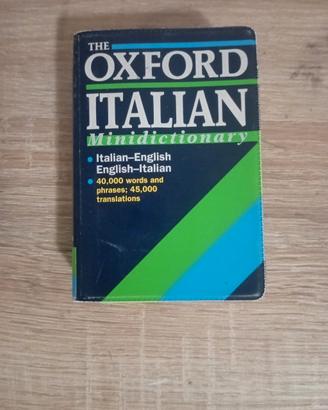 THE
OXFORD
ITALIAN
Minidictionary
Italian–English
English–Italian
40,000 words and
phrases; 45,000
translations